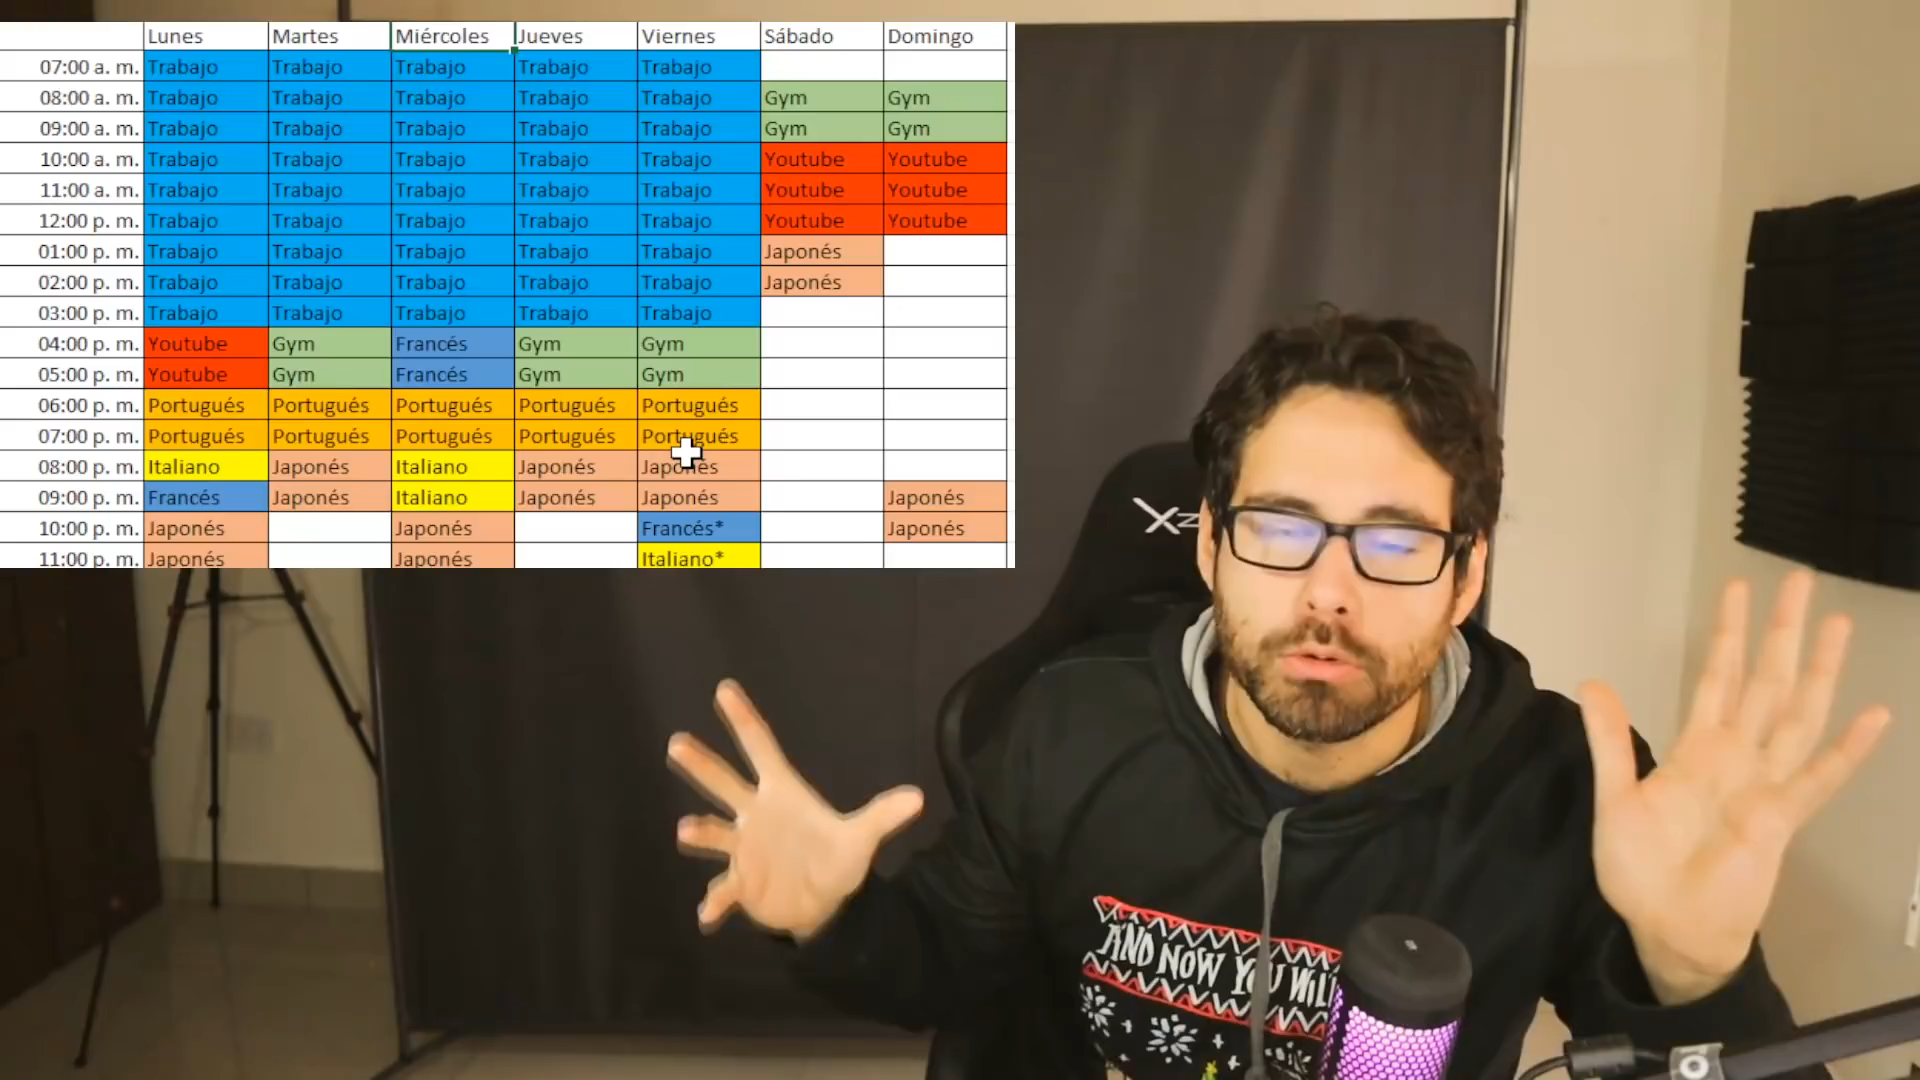 Lunes Martes Miércoles Jueves Viernes Sábado Domingo
07:00 a. m. Trabajo Trabajo Trabajo Trabajo Trabajo
08:00 a. m. Trabajo Trabajo Trabajo Trabajo Trabajo Gym Gym
09:00 a. m. Trabajo Trabajo Trabajo Trabajo Trabajo Gym Gym
10:00 a. m. Trabajo Trabajo Trabajo Trabajo Trabajo Youtube Youtube
11:00 a. m. Trabajo Trabajo Trabajo Trabajo Trabajo Youtube Youtube
12:00 p. m. Trabajo Trabajo Trabajo Trabajo Trabajo Youtube Youtube
01:00 p. m. Trabajo Trabajo Trabajo Trabajo Trabajo Japonés
02:00 p. m. Trabajo Trabajo Trabajo Trabajo Trabajo Japonés
03:00 p. m. Trabajo Trabajo Trabajo Trabajo Trabajo
04:00 p. m. Youtube Gym Francés Gym Gym
05:00 p. m. Youtube Gym Francés Gym Gym
06:00 p. m. Portugués Portugués Portugués Portugués Portugués
07:00 p. m. Portugués Portugués Portugués Portugués Portugués
08:00 p. m. Italiano Japonés Italiano Japonés Japonés
09:00 p. m. Francés Japonés Italiano Japonés Japonés Japonés
10:00 p. m. Japonés Japonés Francés* Japonés
11:00 p. m. Japonés Japonés Italiano*
AND NOW YOU WILL